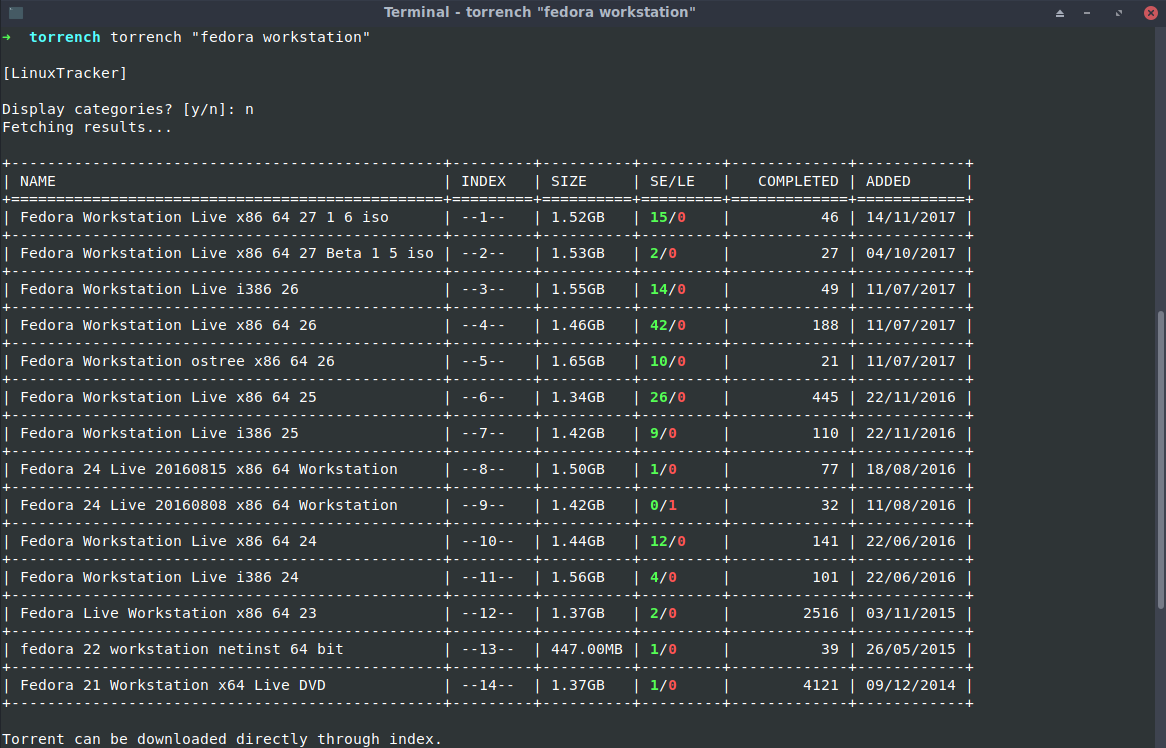 Terminal - torrench "fedora workstation"
→ torrench torrench "fedora workstation"
[LinuxTracker]
Display categories? [y/n]: n
Fetching results...
+------------------------------------------------+---------+----------+---------+-------------+------------+
| NAME | INDEX | SIZE | SE/LE | COMPLETED | ADDED |
+================================================+=========+==========+=========+=============+============+
| Fedora Workstation Live x86 64 27 1 6 iso | --1-- | 1.52GB | 15/0 | 46 | 14/11/2017 |
+------------------------------------------------+---------+----------+---------+-------------+------------+
| Fedora Workstation Live x86 64 27 Beta 1 5 iso | --2-- | 1.53GB | 2/0 | 27 | 04/10/2017 |
+------------------------------------------------+---------+----------+---------+-------------+------------+
| Fedora Workstation Live i386 26 | --3-- | 1.55GB | 14/0 | 49 | 11/07/2017 |
+------------------------------------------------+---------+----------+---------+-------------+------------+
| Fedora Workstation Live x86 64 26 | --4-- | 1.46GB | 42/0 | 188 | 11/07/2017 |
+------------------------------------------------+---------+----------+---------+-------------+------------+
| Fedora Workstation ostree x86 64 26 | --5-- | 1.65GB | 10/0 | 21 | 11/07/2017 |
+------------------------------------------------+---------+----------+---------+-------------+------------+
| Fedora Workstation Live x86 64 25 | --6-- | 1.34GB | 26/0 | 445 | 22/11/2016 |
+------------------------------------------------+---------+----------+---------+-------------+------------+
| Fedora Workstation Live i386 25 | --7-- | 1.42GB | 9/0 | 110 | 22/11/2016 |
+------------------------------------------------+---------+----------+---------+-------------+------------+
| Fedora 24 Live 20160815 x86 64 Workstation | --8-- | 1.50GB | 1/0 | 77 | 18/08/2016 |
+------------------------------------------------+---------+----------+---------+-------------+------------+
| Fedora 24 Live 20160808 x86 64 Workstation | --9-- | 1.42GB | 0/1 | 32 | 11/08/2016 |
+------------------------------------------------+---------+----------+---------+-------------+------------+
| Fedora Workstation Live x86 64 24 | --10-- | 1.44GB | 12/0 | 141 | 22/06/2016 |
+------------------------------------------------+---------+----------+---------+-------------+------------+
| Fedora Workstation Live i386 24 | --11-- | 1.56GB | 4/0 | 101 | 22/06/2016 |
+------------------------------------------------+---------+----------+---------+-------------+------------+
| Fedora Live Workstation x86 64 23 | --12-- | 1.37GB | 2/0 | 2516 | 03/11/2015 |
+------------------------------------------------+---------+----------+---------+-------------+------------+
| fedora 22 workstation netinst 64 bit | --13-- | 447.00MB | 1/0 | 39 | 26/05/2015 |
+------------------------------------------------+---------+----------+---------+-------------+------------+
| Fedora 21 Workstation x64 Live DVD | --14-- | 1.37GB | 1/0 | 4121 | 09/12/2014 |
+------------------------------------------------+---------+----------+---------+-------------+------------+
Torrent can be downloaded directly through index.